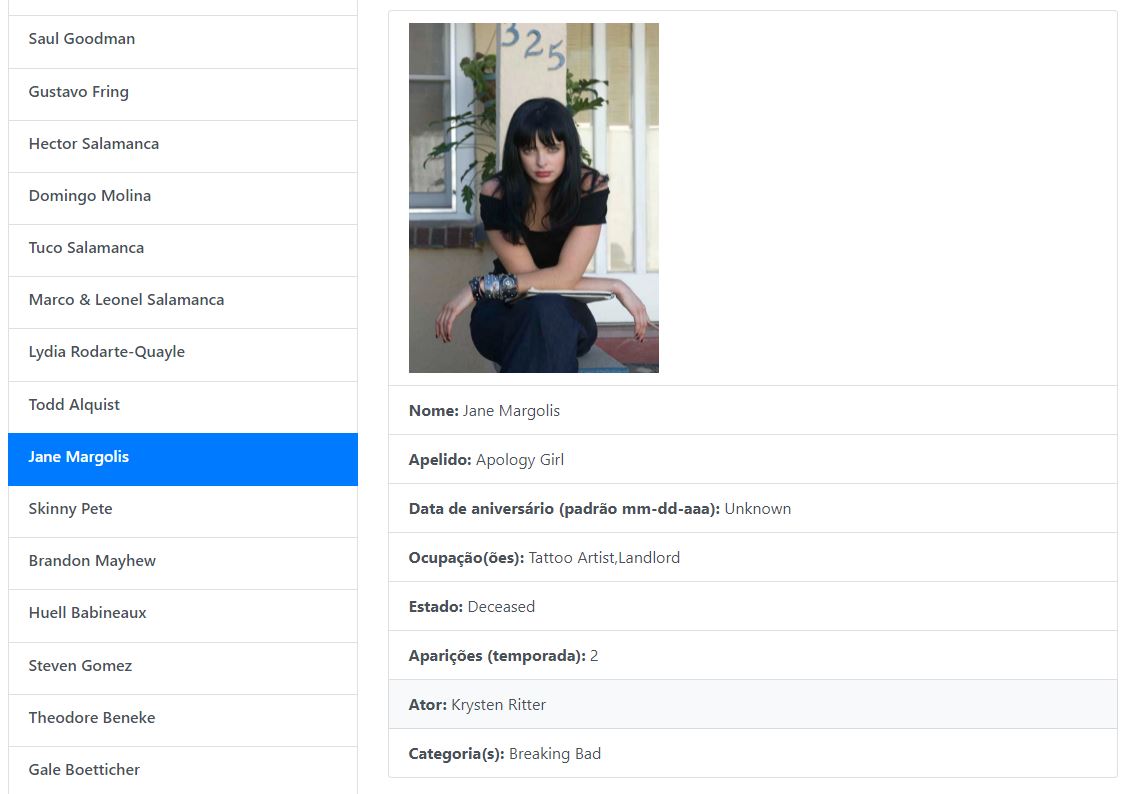 Saul Goodman
Gustavo Fring
Hector Salamanca
Domingo Molina
Tuco Salamanca
Marco & Leonel Salamanca
Lydia Rodarte-Quayle
Todd Alquist
Jane Margolis
Skinny Pete
Brandon Mayhew
Huell Babineaux
Steven Gomez
Theodore Beneke
Gale Boetticher
325
Nome: Jane Margolis
Apelido: Apology Girl
Data de aniversário (padrão mm-dd-aaa): Unknown
Ocupação(ões): Tattoo Artist,Landlord
Estado: Deceased
Aparições (temporada): 2
Ator: Krysten Ritter
Categoria(s): Breaking Bad